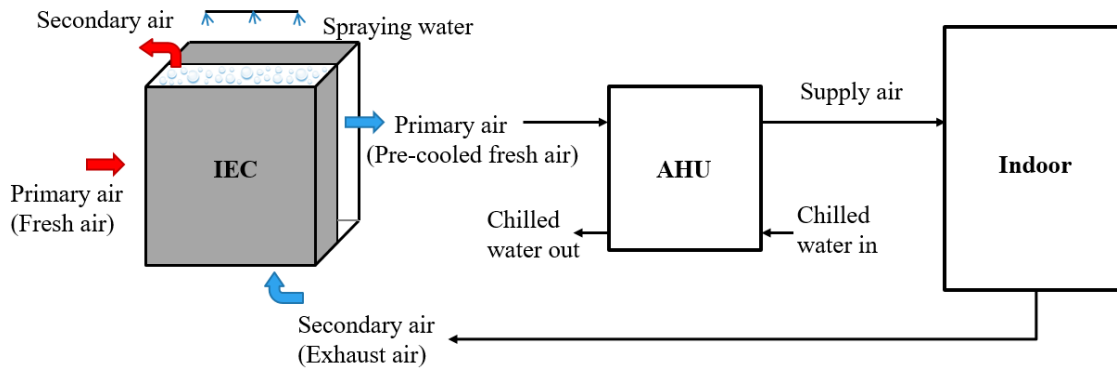 Secondary air
Spraying water
Primary air
(Fresh air)
IEC
Primary air
(Pre-cooled fresh air)
AHU
Supply air
Indoor
Chilled
water out
Chilled
water in
Secondary air
(Exhaust air)